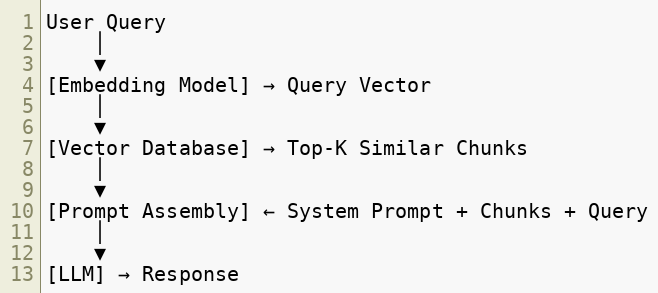 1 User Query
2 │
3 ▼
4 [Embedding Model] → Query Vector
5 │
6 ▼
7 [Vector Database] → Top-K Similar Chunks
8 │
9 ▼
10 [Prompt Assembly] ← System Prompt + Chunks + Query
11 │
12 ▼
13 [LLM] → Response